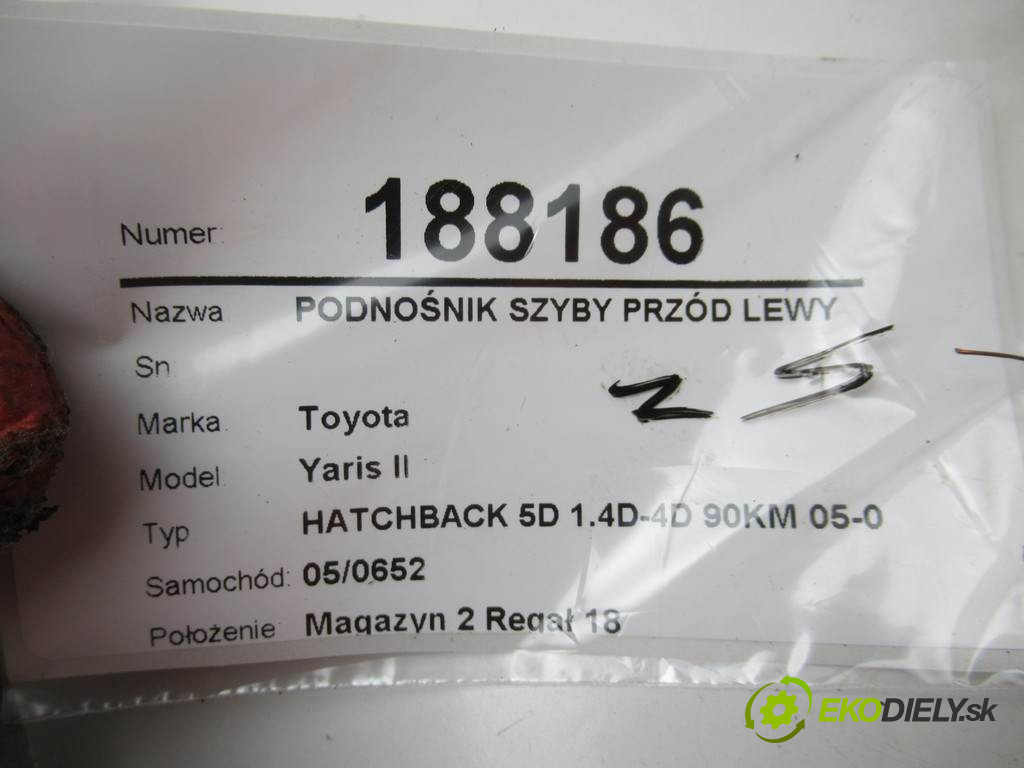 Numer: 188186
Nazwa PODNOŚNIK SZYBY PRZÓD LEWY
Sn
Marka Toyota
Model Yaris II
Typ HATCHBACK 5D 1.4D-4D 90KM 05-0
Samochód: 05/0652
Położenie Magazyn 2 Regał 18
EKODIELY.sk